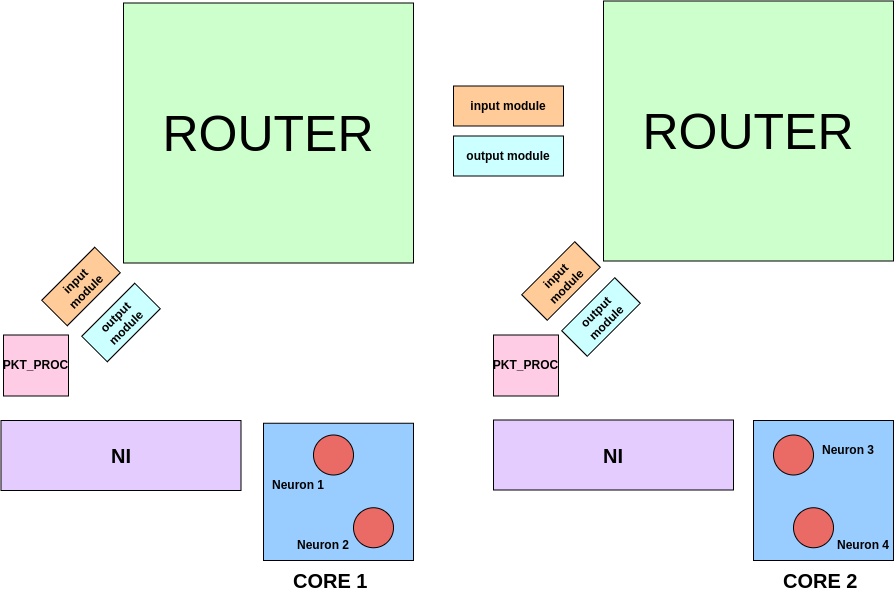 ROUTER
input module
output module
ROUTER
input
module
output
module
PKT_PROC
input
module
output
module
PKT_PROC
NI
Neuron 1
Neuron 2
CORE 1
NI
Neuron 3
Neuron 4
CORE 2